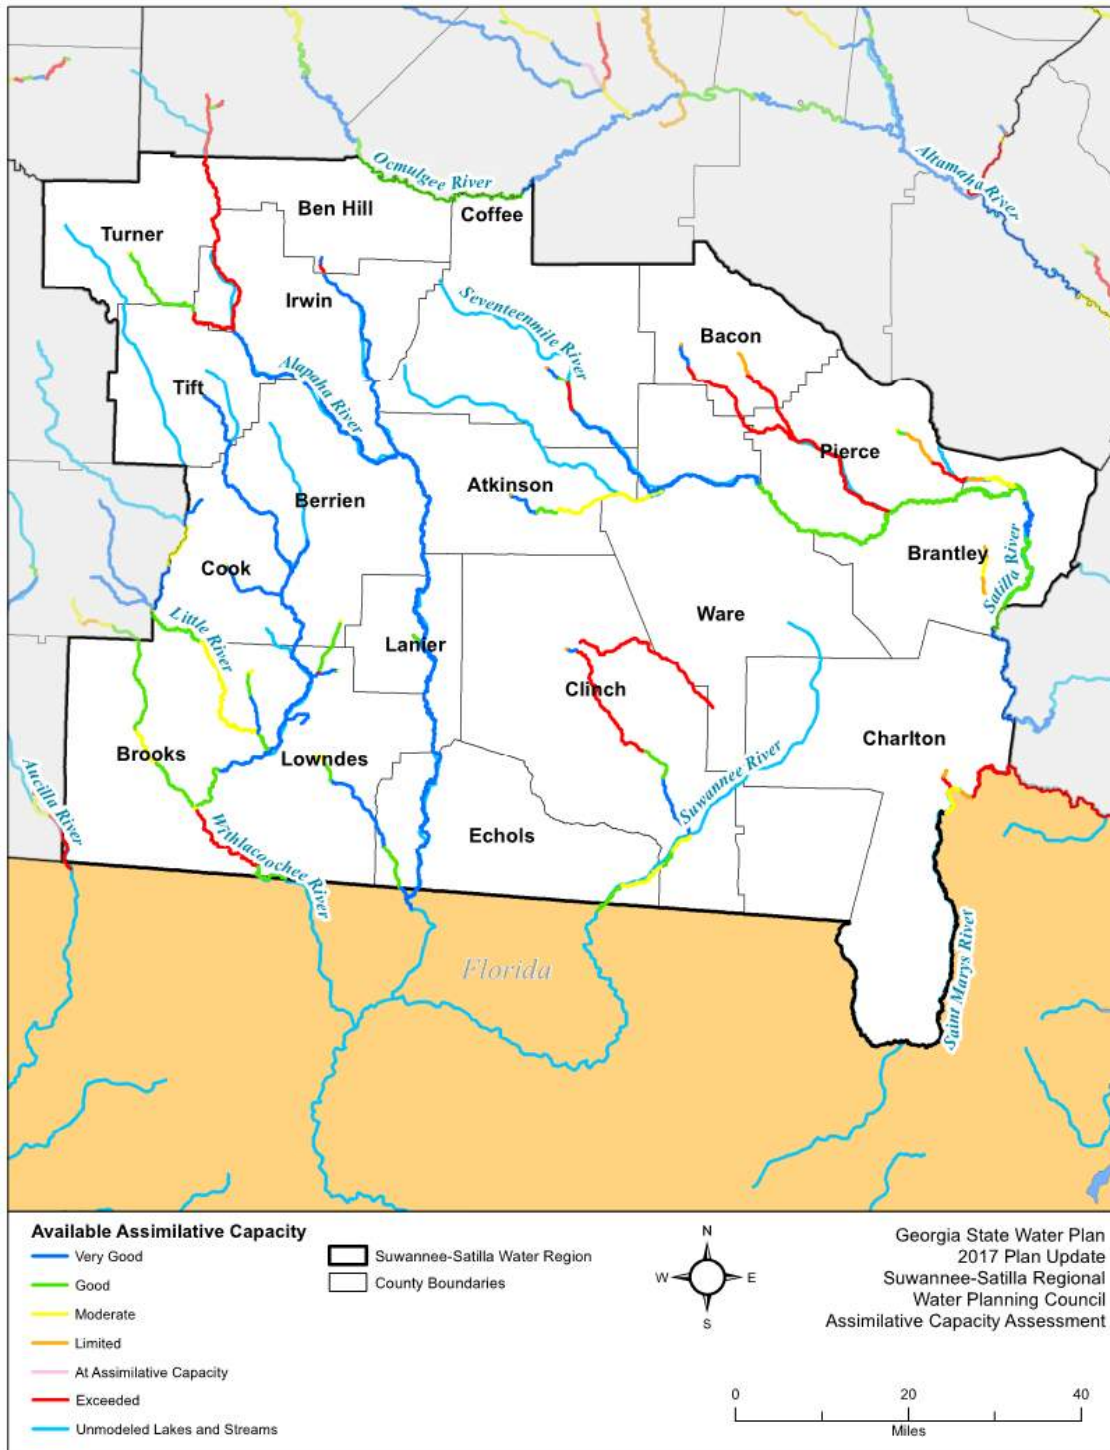 Ocmulgee River
Altamaha River
Ben Hill
Coffee
Turner
Irwin
Seventeenmile River
Bacon
Alapaha River
Tift
Pierce
Atkinson
Berrien
Brantley
Cook
Satilla River
Little River
Ware
Lanier
Clinch
Charlton
Brooks
Lowndes
Suwannee River
Aucilla River
Withlacoochee River
Echols
Florida
Saint Marys River
Available Assimilative Capacity
Very Good
Good
Moderate
Limited
At Assimilative Capacity
Exceeded
Unmodeled Lakes and Streams
Suwannee-Satilla Water Region
County Boundaries
N
W
E
S
Georgia State Water Plan
2017 Plan Update
Suwannee-Satilla Regional
Water Planning Council
Assimilative Capacity Assessment
0 20 40
Miles